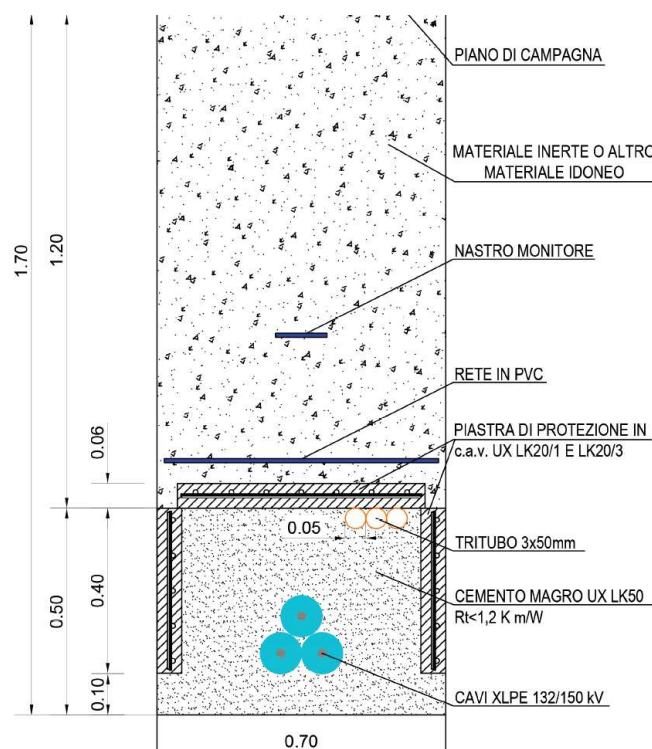 PIANO DI CAMPAGNA
MATERIALE INERTE O ALTRO
MATERIALE IDONEO
1.70
1.20
NASTRO MONITORE
RETE IN PVC
0.06
PIASTRA DI PROTEZIONE IN
c.a.v. UX LK20/1 E LK20/3
0.05
TRITUBO 3x50mm
0.50
0.40
CEMENTO MAGRO UX LK50
Rt<1,2 K m/W
0.10
CAVI XLPE 132/150 kV
0.70